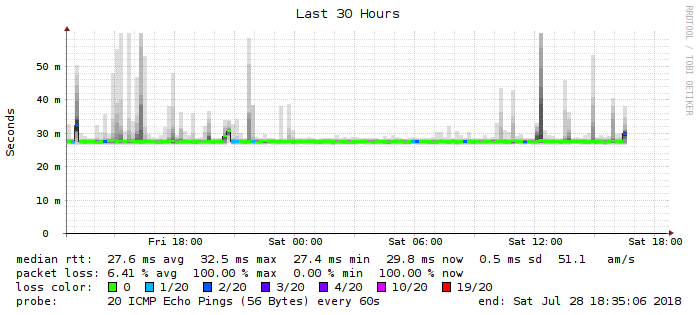 Last 30 Hours
RRDTOOL / TOBI OETIKER
Seconds
50 m
40 m
30 m
20 m
10 m
0
Fri 18:00 Sat 00:00 Sat 06:00 Sat 12:00 Sat 18:00
median rtt: 27.6 ms avg 32.5 ms max 27.4 ms min 29.8 ms now 0.5 ms sd 51.1 am/s
packet loss: 6.41 % avg 100.00 % max 0.00 % min 100.00 % now
loss color: 0 1/20 2/20 3/20 4/20 10/20 19/20
probe: 20 ICMP Echo Pings (56 Bytes) every 60s end: Sat Jul 28 18:35:06 2018